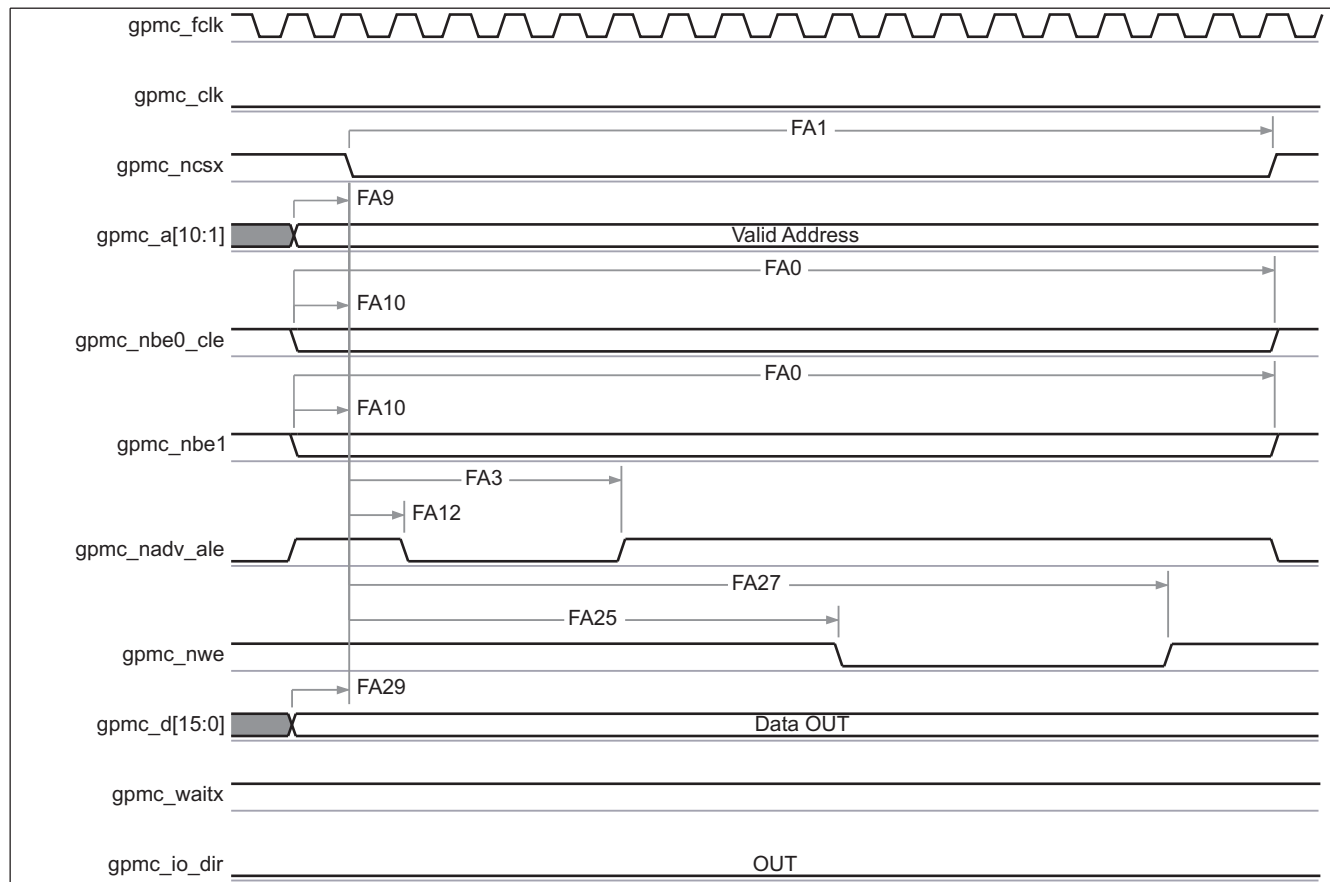 gpmc_fclk
gpmc_clk
FA1
gpmc_ncsx
FA9
gpmc_a[10:1] Valid Address
FA0
FA10
gpmc_nbe0_cle
FA0
FA10
gpmc_nbe1
FA3
FA12
gpmc_nadv_ale
FA27
FA25
gpmc_nwe
FA29
gpmc_d[15:0] Data OUT
gpmc_waitx
gpmc_io_dir OUT